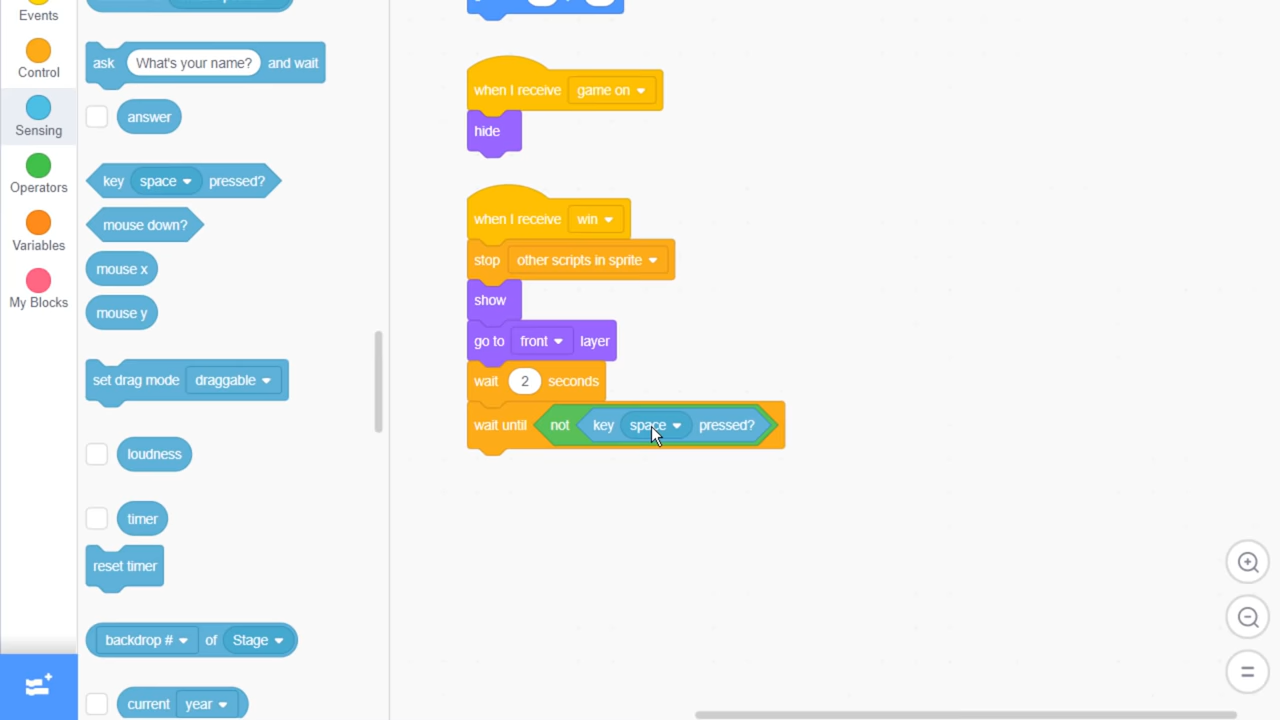 Events
Control
Sensing
Operators
Variables
My Blocks
ask What's your name? and wait
answer
key space pressed?
mouse down?
mouse x
mouse y
set drag mode draggable
loudness
timer
reset timer
backdrop # of Stage
current year
when I receive game on
hide
when I receive win
stop other scripts in sprite
show
go to front layer
wait 2 seconds
wait until not key space pressed?